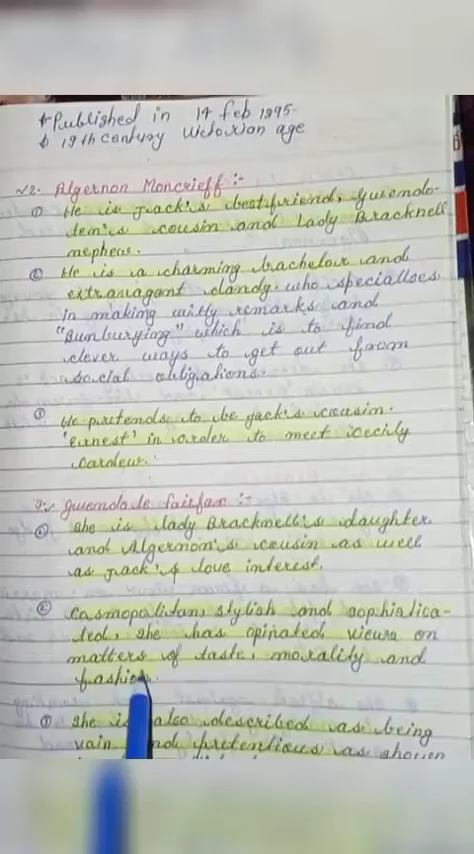 * Published in 14 feb 1895.
* 19th century victorian age
2. Algernon Moncrieff :-
① He is Jack's bestfriend, Guendo-
len's cousin and Lady Bracknell
nephew.
② He is a charming bachelor and
extravagant dandy. who specialises
in making witty remarks and
"Bunburying" which is to find
clever ways to get out from
social obligations.
① He pretends to be Jack's cousin.
'Ernest' in order to meet Cecily
Cardew.
3. Guendole fairfax :-
① She is Lady Bracknell's daughter
and Algernon's cousin as well
as Jack's love interest.
② Cosmopolitan, stylish and sophistica-
ted, she has opinated views on
matters of taste, morality and
fashion.
① She is also described as being
vain and pretentious as shown